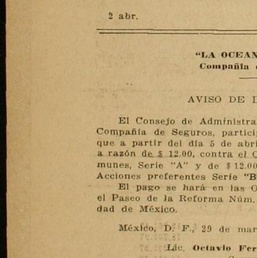 2 abr.
"LA OCEAN
Compañía d
AVISO DE D
El Consejo de Administra
Compañía de Seguros, particip
que a partir del día 5 de abri
a razón de $ 12.00, contra el C
munes, Serie "A" y de $ 12.00
Acciones preferentes Serie "B
El pago se hará en las O
el Paseo de la Reforma Núm.
dad de México.
México, D. F., 29 de mar
Lic. Octavio Fer